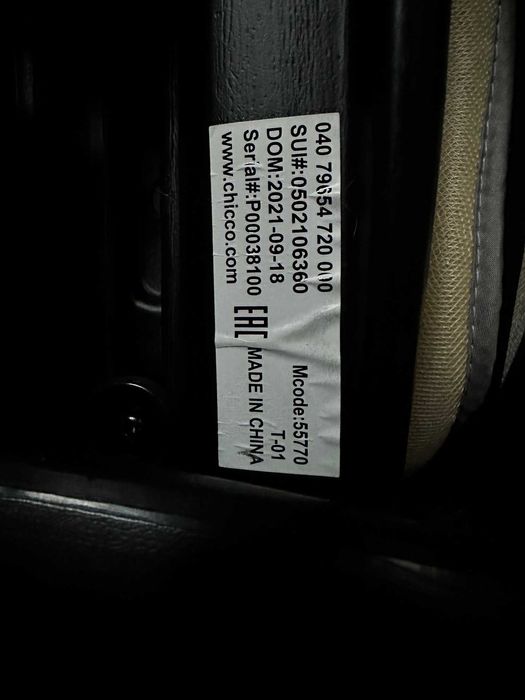 040 79654 720 000
SUI#:0502106360 Mcode:55770
DOM:2021-09-18 T-01
Serial#:P00038100 EAC MADE IN CHINA
www.chicco.com